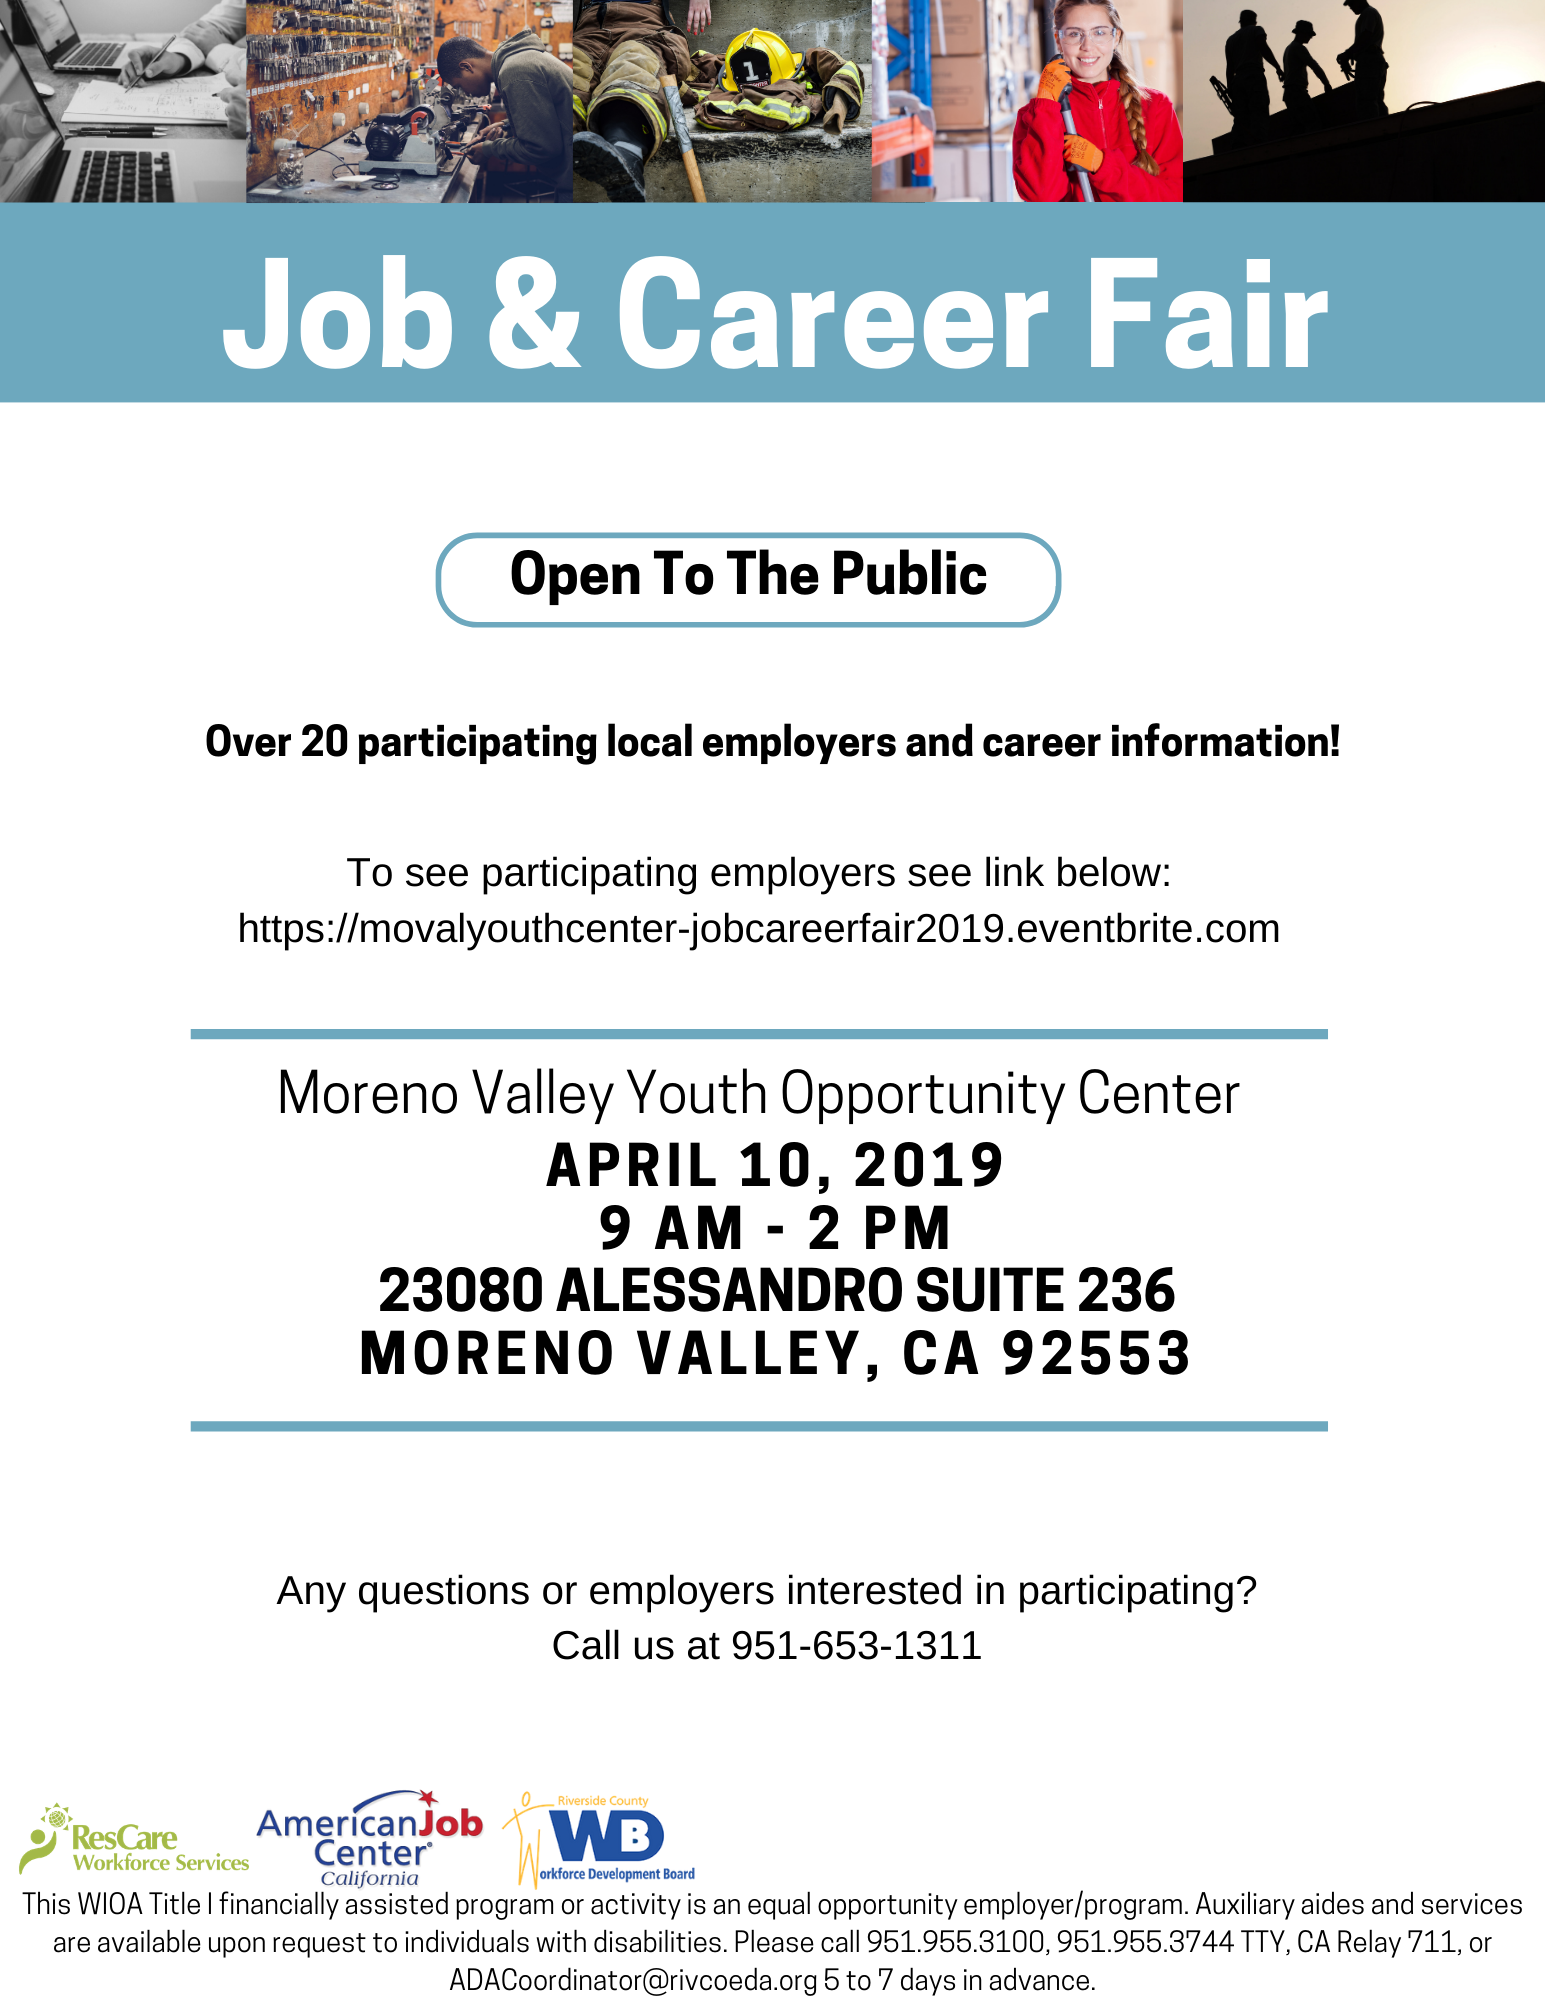 1
Job & Career Fair
Open To The Public
Over 20 participating local employers and career information!
To see participating employers see link below:
https://movalyouthcenter-jobcareerfair2019.eventbrite.com
Moreno Valley Youth Opportunity Center
APRIL 10, 2019
9 AM - 2 PM
23080 ALESSANDRO SUITE 236
MORENO VALLEY, CA 92553
Any questions or employers interested in participating?
Call us at 951-653-1311
ResCare
Workforce Services
AmericanJob
Center®
California
Riverside County
WB
orkforce Development Board
This WIOA Title I financially assisted program or activity is an equal opportunity employer/program. Auxiliary aides and services
are available upon request to individuals with disabilities. Please call 951.955.3100, 951.955.3744 TTY, CA Relay 711, or
ADACoordinator@rivcoeda.org 5 to 7 days in advance.